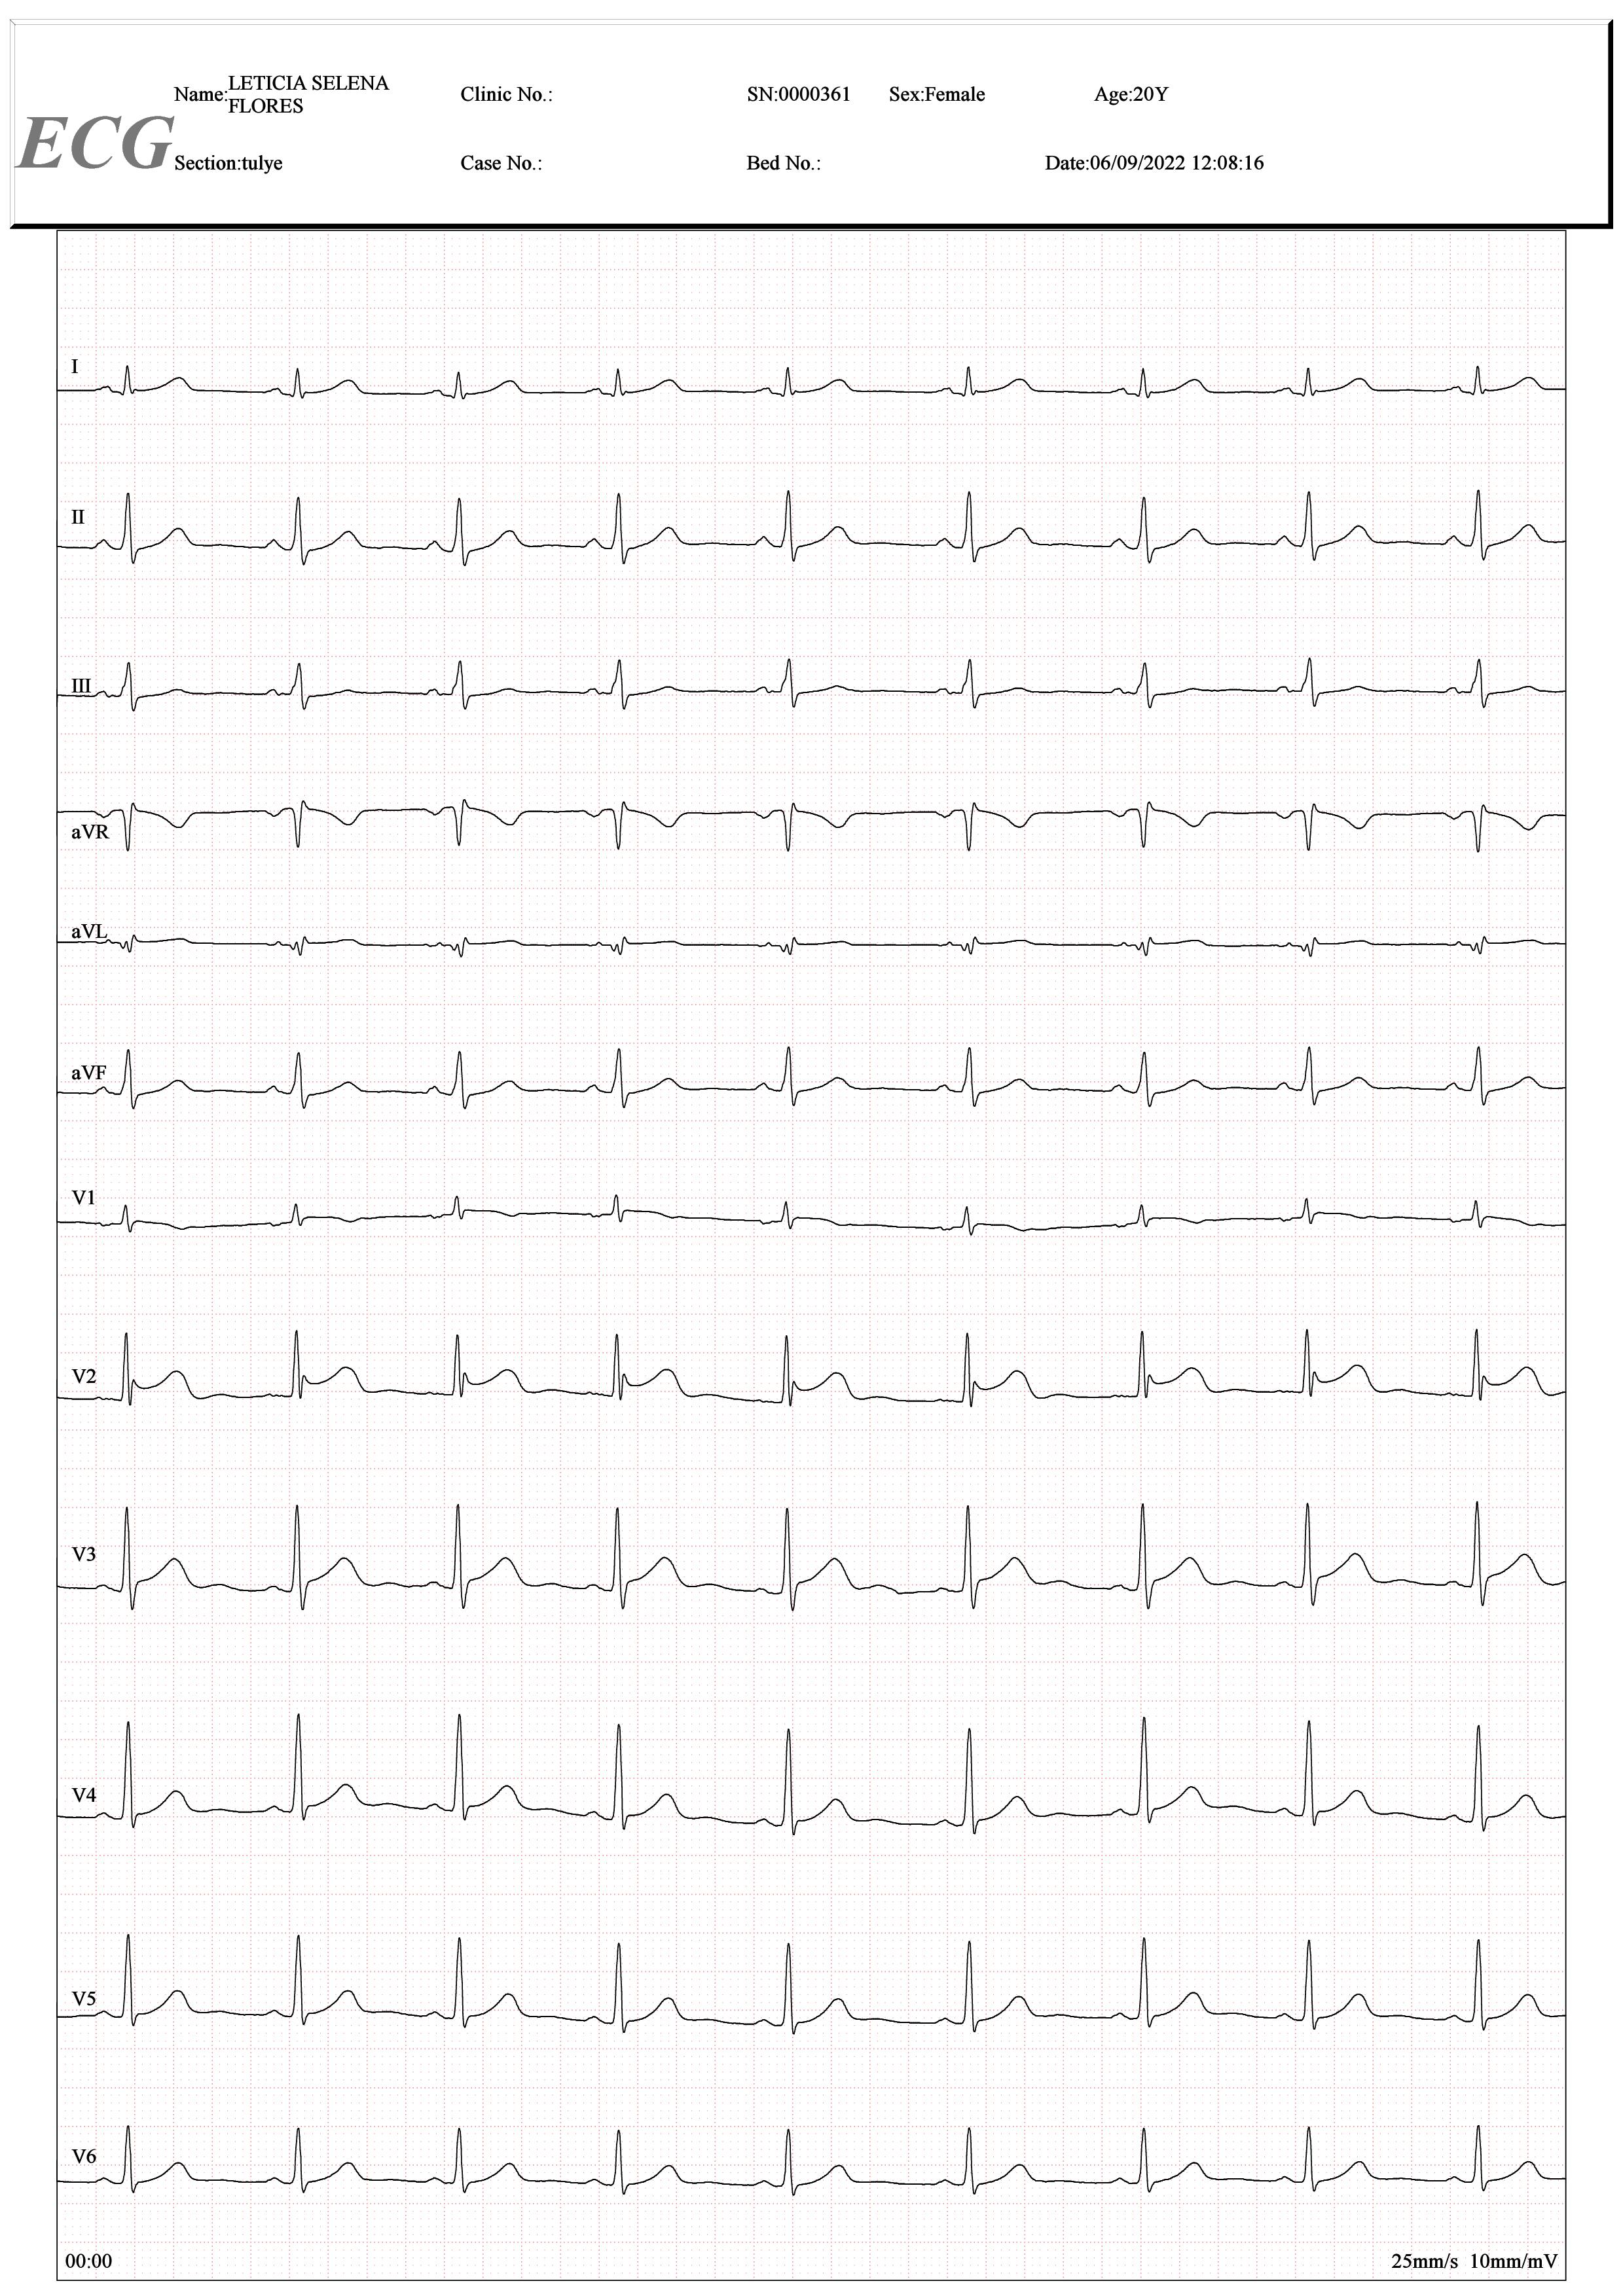 ECG
Name:LETICIA SELENA FLORES Clinic No.: SN:0000361 Sex:Female Age:20Y
Section:tulye Case No.: Bed No.: Date:06/09/2022 12:08:16
I
II
III
aVR
aVL
aVF
V1
V2
V3
V4
V5
V6
00:00 25mm/s 10mm/mV